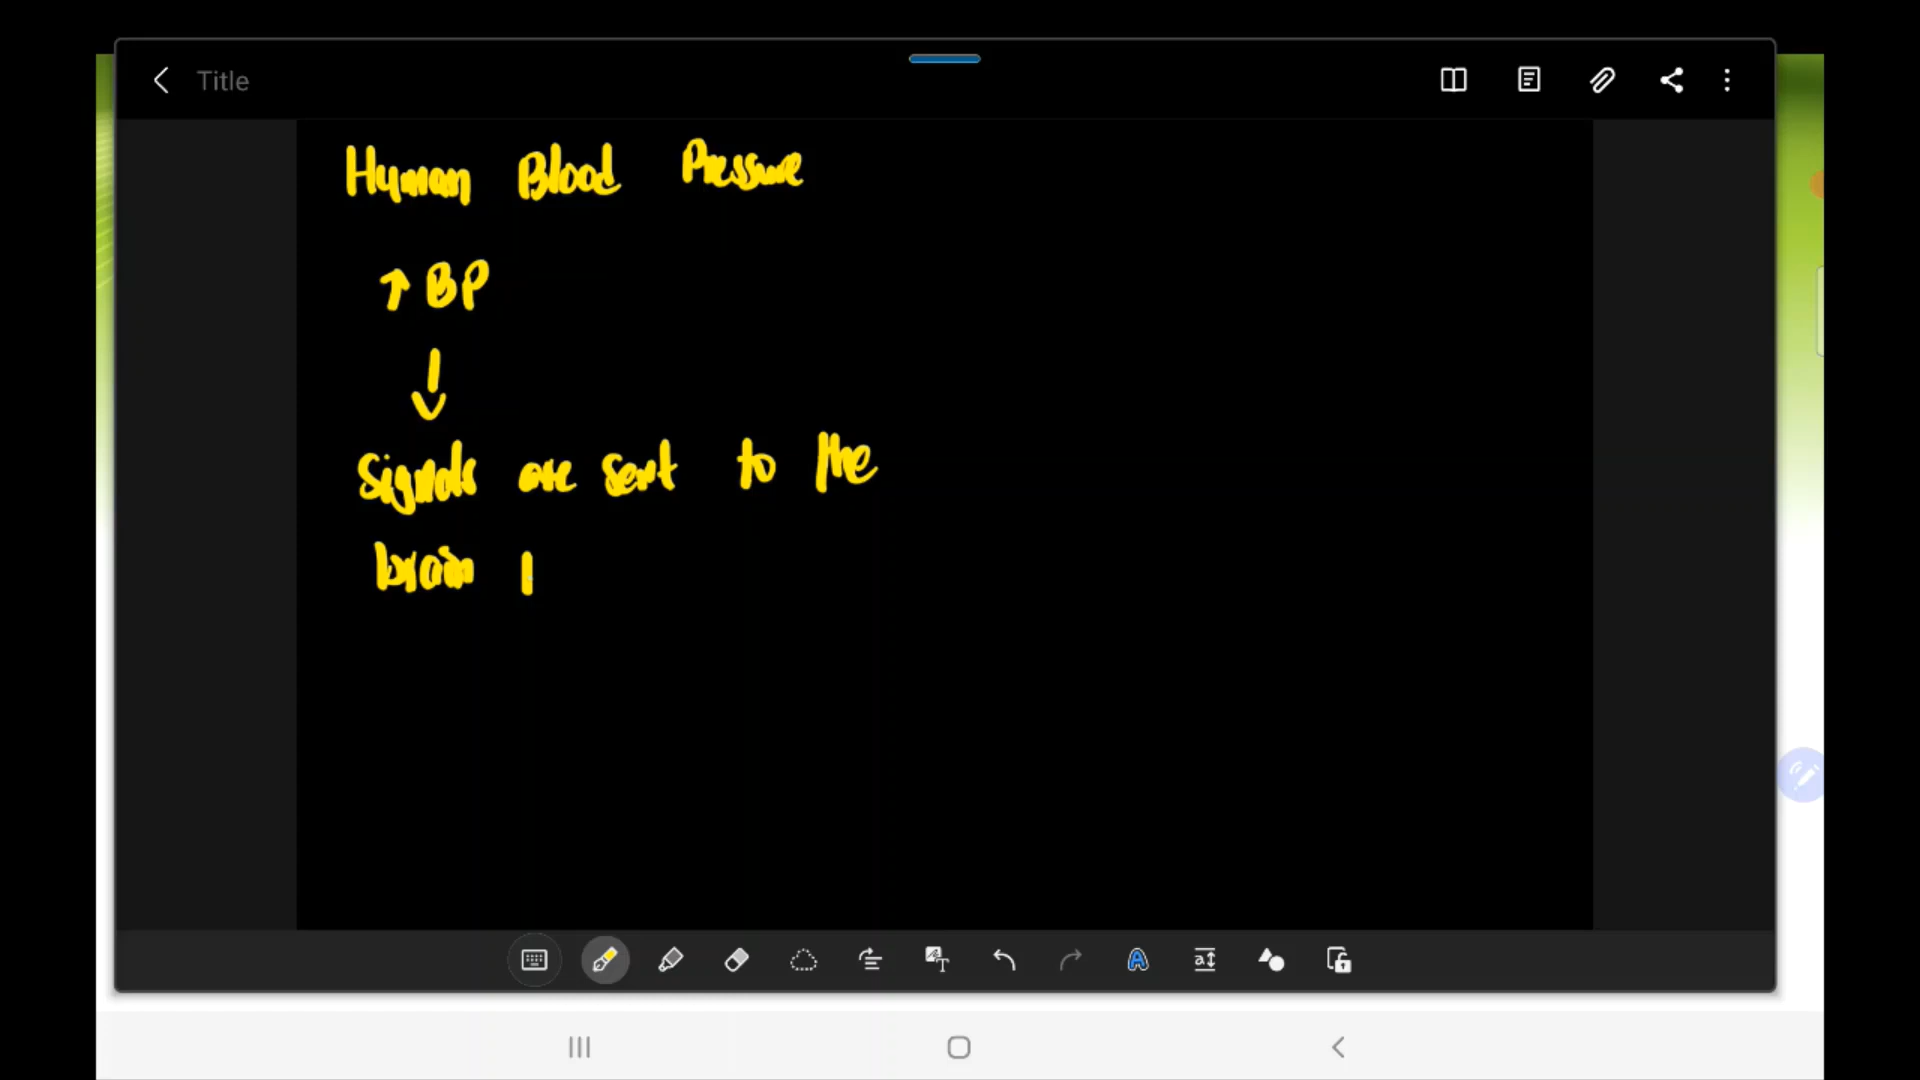 Title
Human Blood Pressure
↑ BP
↓
Signals are sent to the
brain